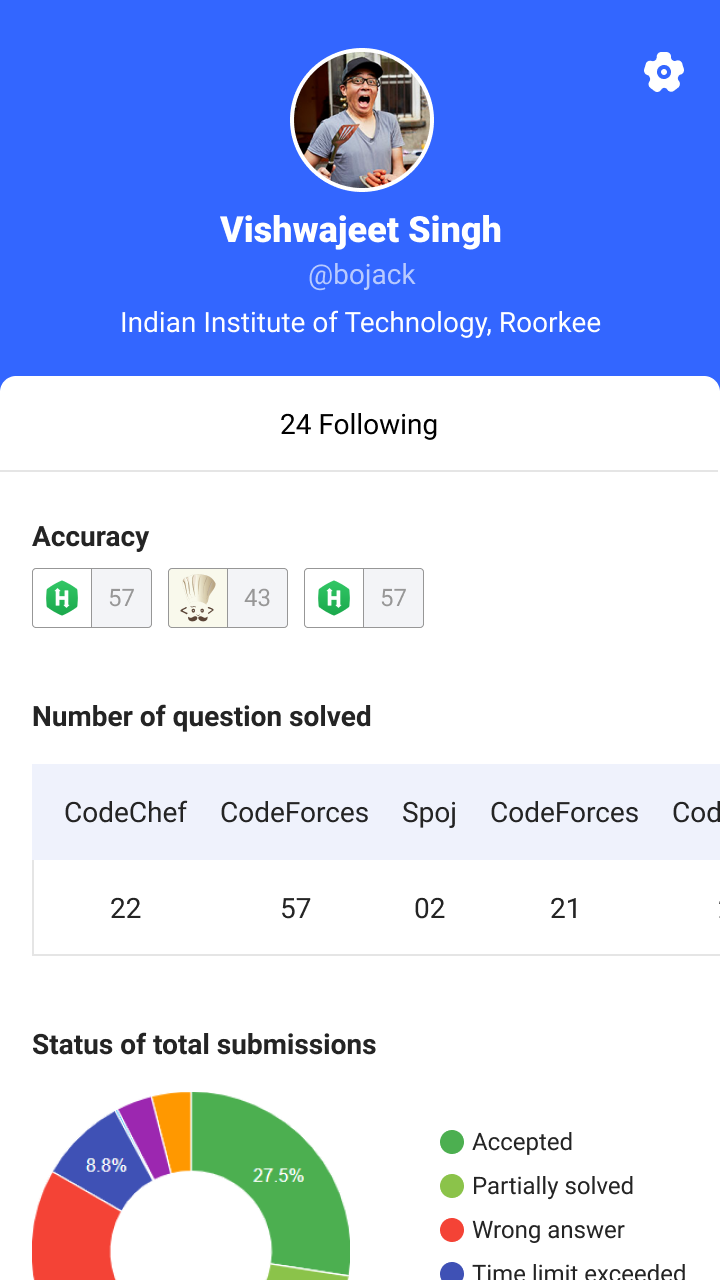 Vishwajeet Singh
@bojack
Indian Institute of Technology, Roorkee
24 Following
Accuracy
H 57 43 H 57
Number of question solved
CodeChef CodeForces Spoj CodeForces Cod
22 57 02 21
Status of total submissions
8.8%
27.5%
Accepted
Partially solved
Wrong answer
Time limit exceeded